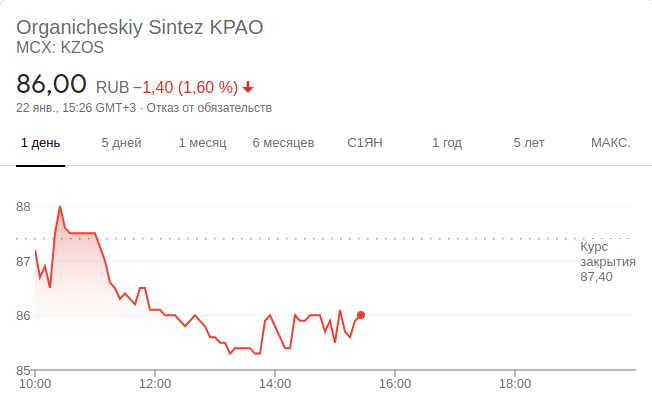 Organicheskiy Sintez KPAO
MCX: KZOS
86,00 RUB −1,40 (1,60 %)
22 янв., 15:26 GMT+3 · Отказ от обязательств
1 день 5 дней 1 месяц 6 месяцев С1ЯН 1 год 5 лет МАКС.
88
87
86
85
Курс
закрытия
87,40
10:00 12:00 14:00 16:00 18:00